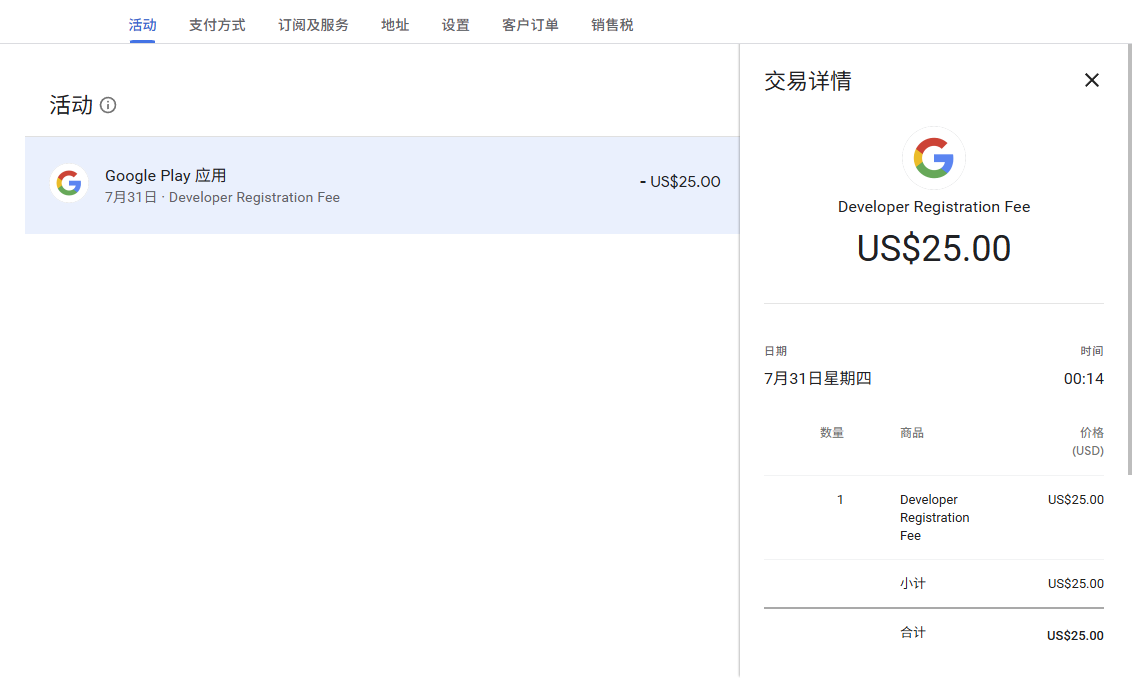 活动 支付方式 订阅及服务 地址 设置 客户订单 销售税
活动
Google Play 应用
7月31日 · Developer Registration Fee
- US$25.00
交易详情
Developer Registration Fee
US$25.00
日期 时间
7月31日星期四 00:14
数量 商品 价格
(USD)
1 Developer US$25.00
Registration
Fee
小计 US$25.00
合计 US$25.00